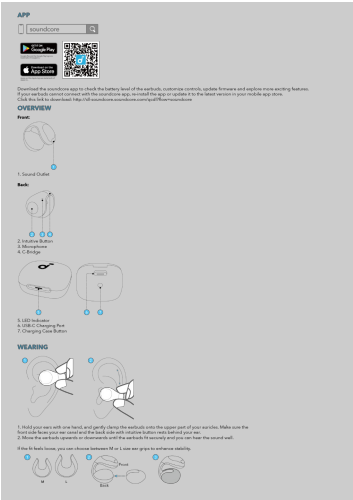 APP
soundcore
GET IT ON
Google Play
Download on the
App Store
Download the soundcore app to check the battery level of the earbuds, customize controls, update firmware and explore more exciting features.
If your earbuds cannot connect with the soundcore app, re-install the app or update it to the latest version in your mobile app store.
Click this link to download:
OVERVIEW
Front:
1
1. Sound Outlet
Back:
2 3 4
2. Intuitive Button
3. Microphone
4. C-Bridge
5 6 7
5. LED Indicator
6. USB-C Charging Port
7. Charging Case Button
WEARING
1 2
1. Hold your ears with one hand, and gently clamp the earbuds onto the upper part of your auricles. Make sure the
front side faces your ear canal and the back side with intuitive button rests behind your ear.
2. Move the earbuds upwards or downwards until the earbuds fit securely and you can hear the sound well.
If the fit feels loose, you can choose between M or L size ear grips to enhance stability.
1 2 3
Front
M L
Back